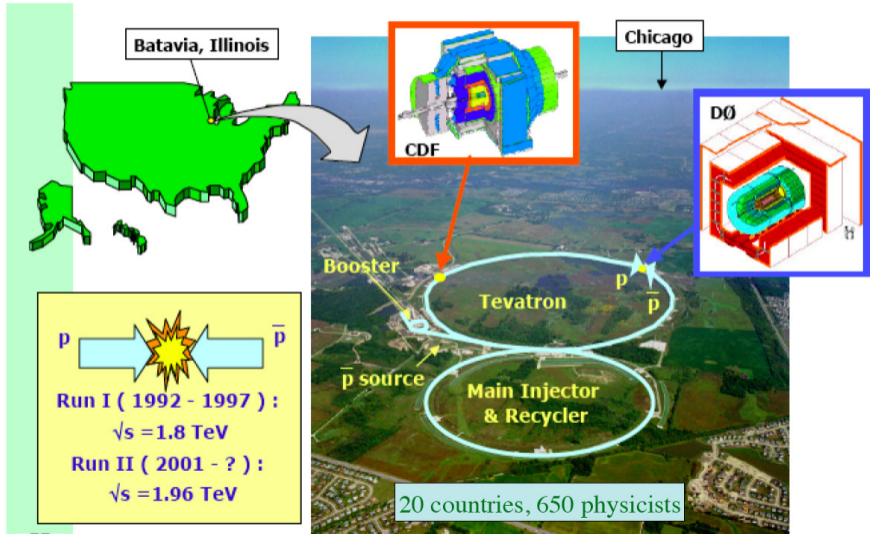 Batavia, Illinois
Chicago
CDF
DØ
Booster
p
p̅
Tevatron
p̅ source
Main Injector
& Recycler
p
p̅
Run I ( 1992 - 1997 ) :
√s =1.8 TeV
Run II ( 2001 - ? ) :
√s =1.96 TeV
20 countries, 650 physicists